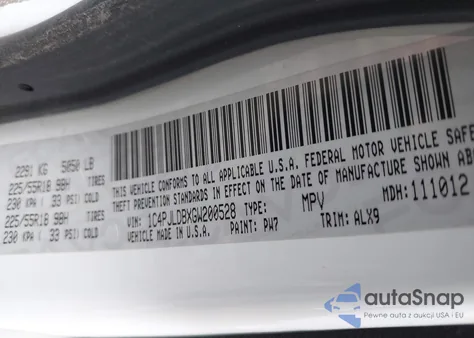 2291 KG 5050 LB
225/55R18 98H TIRES
230 KPA ( 33 PSI) COLD
225/55R18 98H TIRES
230 KPA ( 33 PSI) COLD
THIS VEHICLE CONFORMS TO ALL APPLICABLE U.S.A. FEDERAL MOTOR VEHICLE SAFE
THEFT PREVENTION STANDARDS IN EFFECT ON THE DATE OF MANUFACTURE SHOWN ABO
VIN: 1C4PJLDBXGW200528 TYPE: MPV MDH: 111012
VEHICLE MADE IN U.S.A. PAINT: PW7 TRIM: ALX9
autoSnap
Pewne auta z aukcji USA i EU